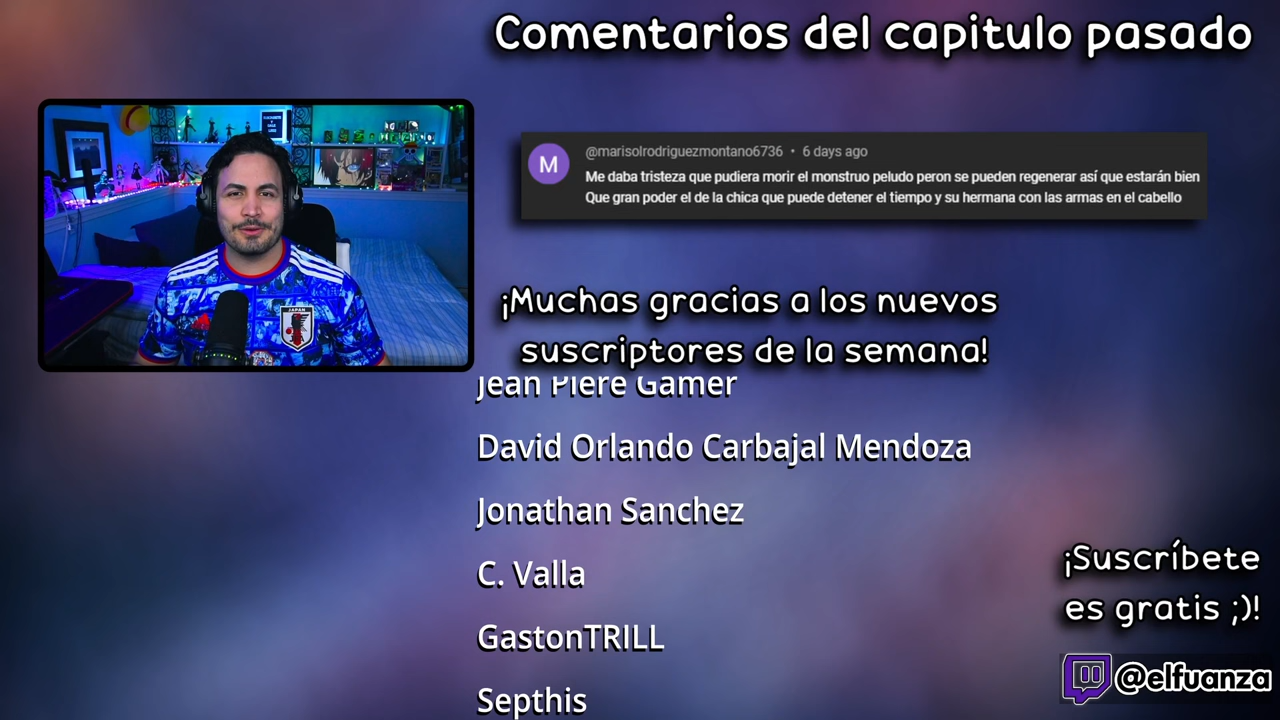 Comentarios del capitulo pasado
M
@marisolrodriguezmontano6736 • 6 days ago
Me daba tristeza que pudiera morir el monstruo peludo peron se pueden regenerar así que estarán bien
Que gran poder el de la chica que puede detener el tiempo y su hermana con las armas en el cabello
JAPAN
¡Muchas gracias a los nuevos
suscriptores de la semana!
Jean Piere Gamer
David Orlando Carbajal Mendoza
Jonathan Sanchez
C. Valla
GastonTRILL
Septhis
¡Suscríbete
es gratis ;)!
@elfuanza